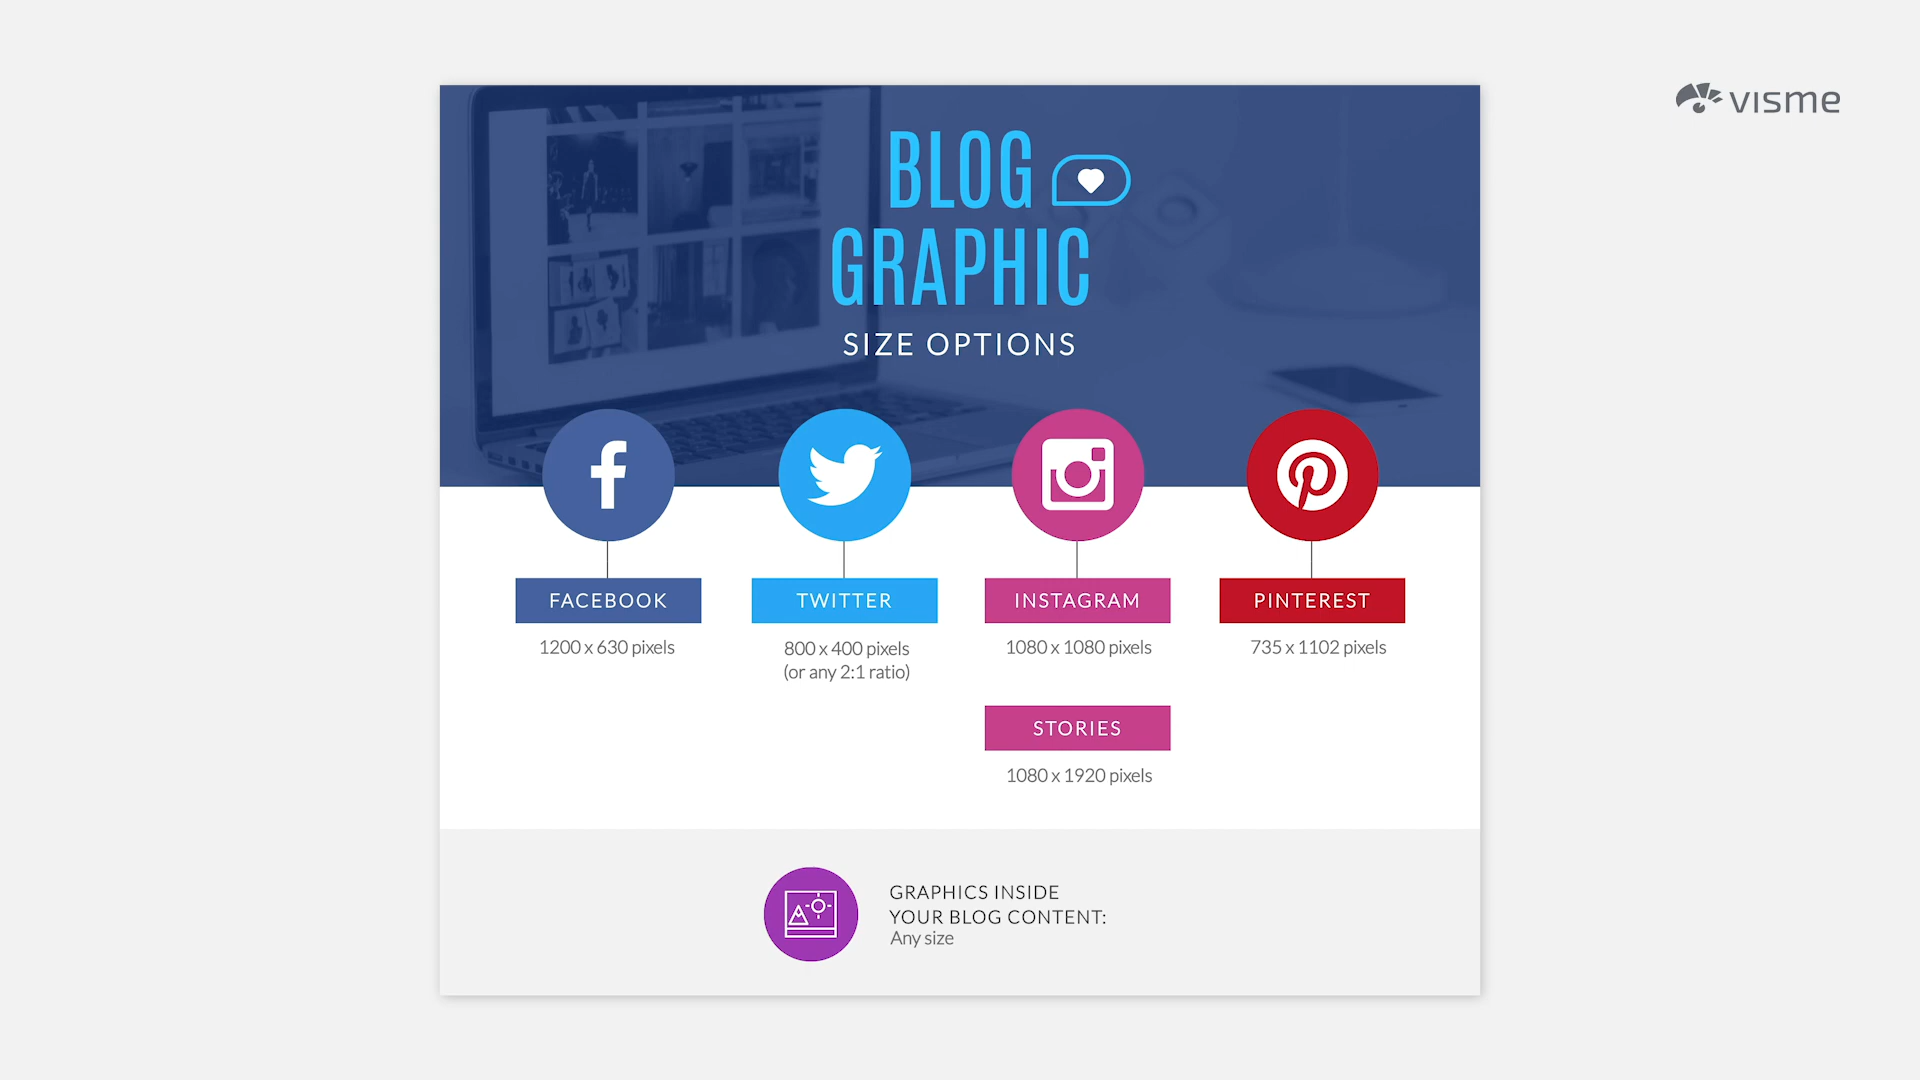 visme
BLOG
GRAPHIC
SIZE OPTIONS
FACEBOOK
1200 x 630 pixels
TWITTER
800 x 400 pixels
(or any 2:1 ratio)
INSTAGRAM
1080 x 1080 pixels
STORIES
1080 x 1920 pixels
PINTEREST
735 x 1102 pixels
GRAPHICS INSIDE
YOUR BLOG CONTENT:
Any size